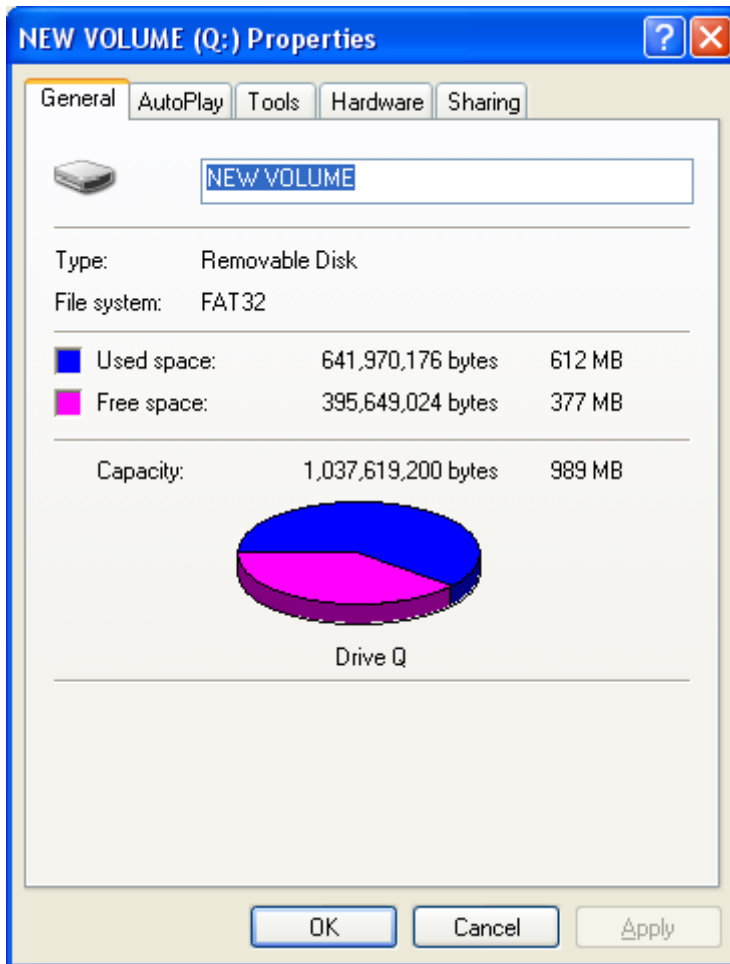 NEW VOLUME (Q:) Properties
General AutoPlay Tools Hardware Sharing
NEW VOLUME
Type: Removable Disk
File system: FAT32
Used space: 641,970,176 bytes 612 MB
Free space: 395,649,024 bytes 377 MB
Capacity: 1,037,619,200 bytes 989 MB
Drive Q
OK Cancel Apply